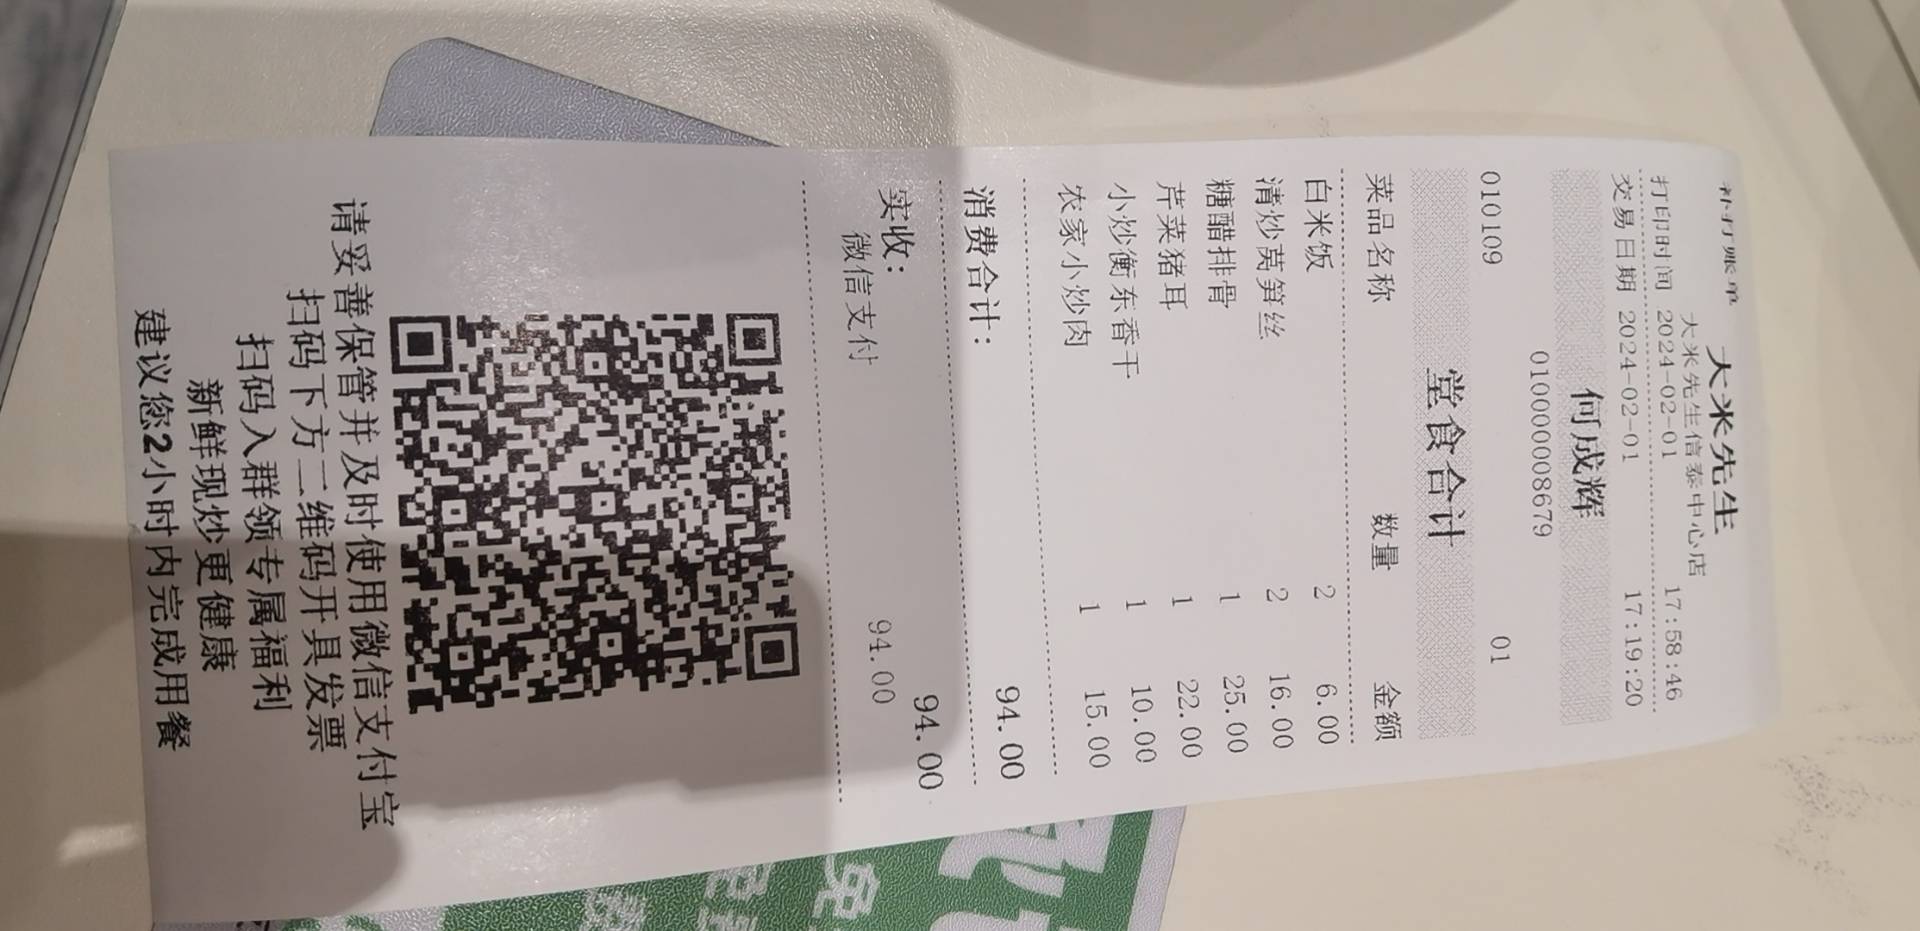 补打账单
大米先生
大米先生信泰中心店
打印时间 2024-02-01 17:58:46
交易日期 2024-02-01 17:19:20
何成辉
0100000008679
010109 01
堂食合计
菜品名称 数量 金额
白米饭 2 6.00
清炒莴笋丝 2 16.00
糖醋排骨 1 25.00
芹菜猪耳 1 22.00
小炒衡东香干 1 10.00
农家小炒肉 1 15.00
消费合计: 94.00
实收: 94.00
微信支付 94.00
请妥善保管并及时使用微信支付宝
扫码下方二维码开具发票
扫码入群领专属福利
新鲜现炒更健康
建议您2小时内完成用餐
免